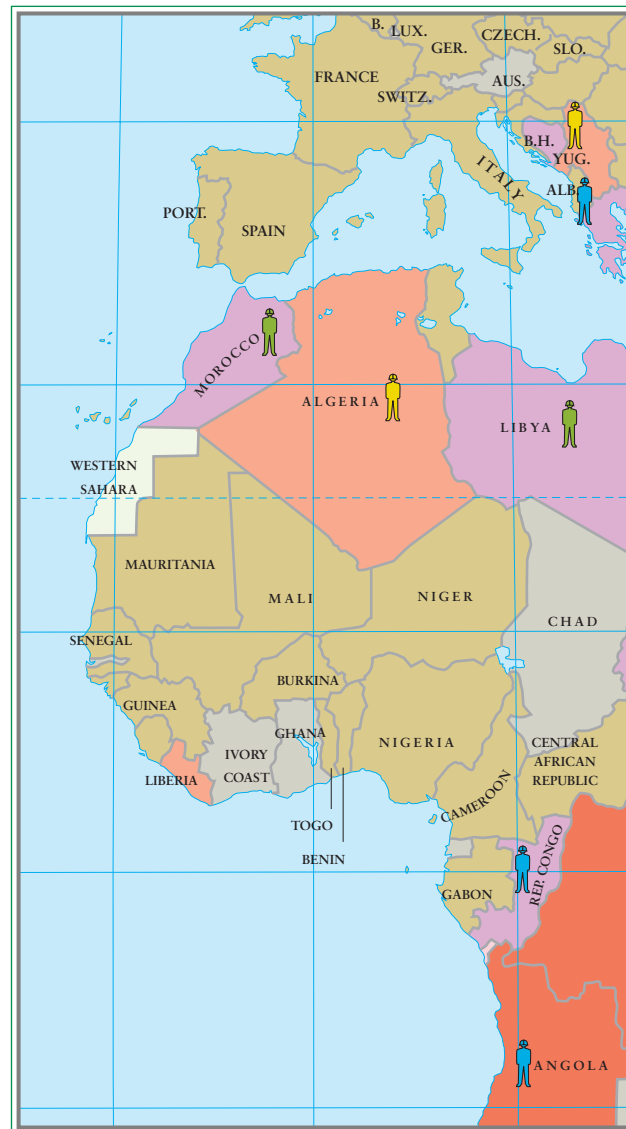 B.
LUX.
GER.
CZECH.
SLO.
FRANCE
AUS.
SWITZ.
B.H.
YUG.
ITALY
ALB.
PORT.
SPAIN
MOROCCO
ALGERIA
LIBYA
WESTERN
SAHARA
MAURITANIA
MALI
NIGER
CHAD
SENEGAL
BURKINA
GUINEA
GHANA
NIGERIA
IVORY
COAST
LIBERIA
CENTRAL
AFRICAN
REPUBLIC
CAMEROON
TOGO
BENIN
GABON
REP. CONGO
ANGOLA